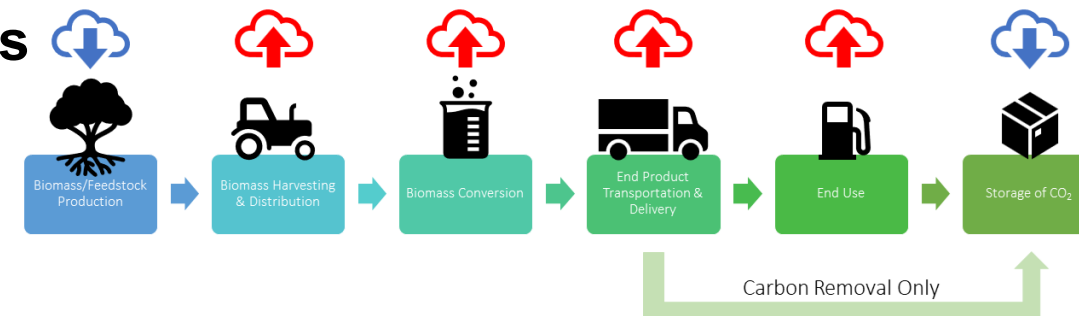 s
Biomass/Feedstock
Production
Biomass Harvesting
& Distribution
Biomass Conversion
End Product
Transportation &
Delivery
End Use
Storage of CO₂
Carbon Removal Only